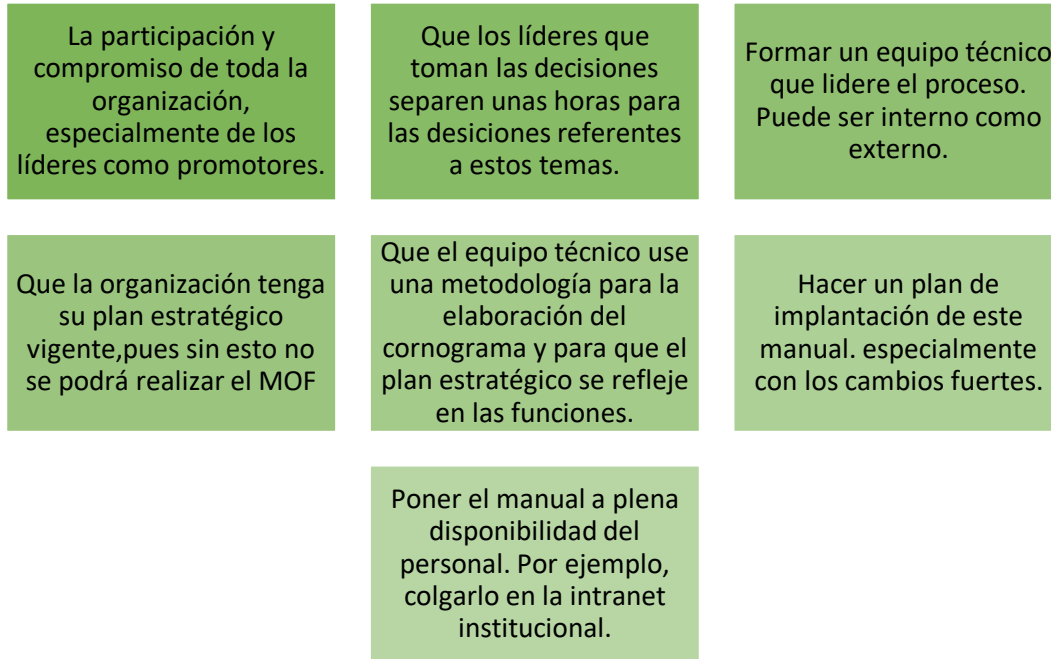 La participación y
compromiso de toda la
organización,
especialmente de los
líderes como promotores.
Que los líderes que
toman las decisiones
separen unas horas para
las desiciones referentes
a estos temas.
Formar un equipo técnico
que lidere el proceso.
Puede ser interno como
externo.
Que la organización tenga
su plan estratégico
vigente,pues sin esto no
se podrá realizar el MOF
Que el equipo técnico use
una metodología para la
elaboración del
cornograma y para que el
plan estratégico se refleje
en las funciones.
Hacer un plan de
implantación de este
manual. especialmente
con los cambios fuertes.
Poner el manual a plena
disponibilidad del
personal. Por ejemplo,
colgarlo en la intranet
institucional.